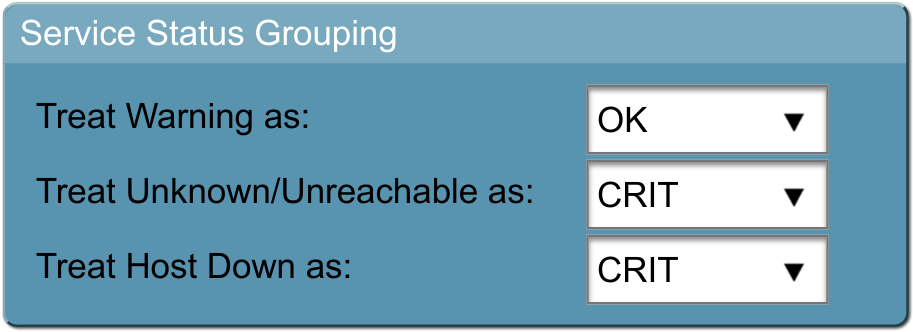 Service Status Grouping
Treat Warning as: OK
Treat Unknown/Unreachable as: CRIT
Treat Host Down as: CRIT